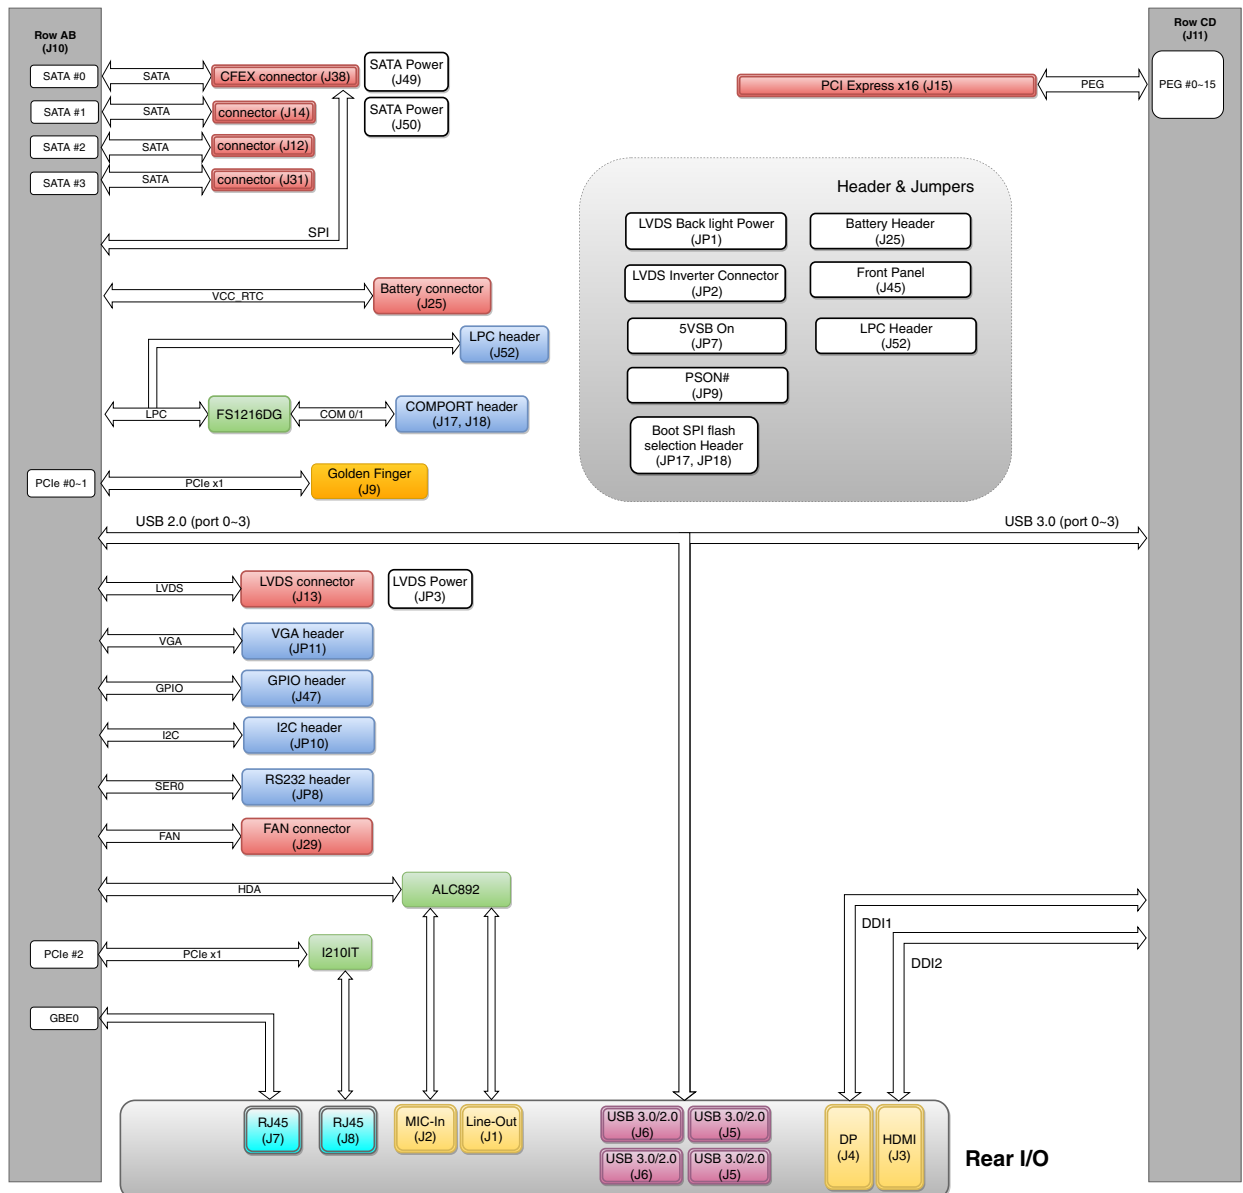 Row AB
(J10)
Row CD
(J11)
SATA #0
SATA
CFEX connector (J38)
SATA Power
(J49)
PCI Express x16 (J15)
PEG
PEG #0~15
SATA #1
SATA
connector (J14)
SATA Power
(J50)
SATA #2
SATA
connector (J12)
SATA #3
SATA
connector (J31)
SPI
Header & Jumpers
LVDS Back light Power
(JP1)
Battery Header
(J25)
LVDS Inverter Connector
(JP2)
Front Panel
(J45)
5VSB On
(JP7)
LPC Header
(J52)
PSON#
(JP9)
Boot SPI flash
selection Header
(JP17, JP18)
VCC_RTC
Battery connector
(J25)
LPC header
(J52)
LPC
FS1216DG
COM 0/1
COMPORT header
(J17, J18)
PCIe #0~1
PCIe x1
Golden Finger
(J9)
USB 2.0 (port 0~3)
USB 3.0 (port 0~3)
LVDS
LVDS connector
(J13)
LVDS Power
(JP3)
VGA
VGA header
(JP11)
GPIO
GPIO header
(J47)
I2C
I2C header
(JP10)
SER0
RS232 header
(JP8)
FAN
FAN connector
(J29)
HDA
ALC892
DDI1
PCIe #2
PCIe x1
I210IT
DDI2
GBE0
RJ45
(J7)
RJ45
(J8)
MIC-In
(J2)
Line-Out
(J1)
USB 3.0/2.0
(J6)
USB 3.0/2.0
(J5)
USB 3.0/2.0
(J6)
USB 3.0/2.0
(J5)
DP
(J4)
HDMI
(J3)
Rear I/O